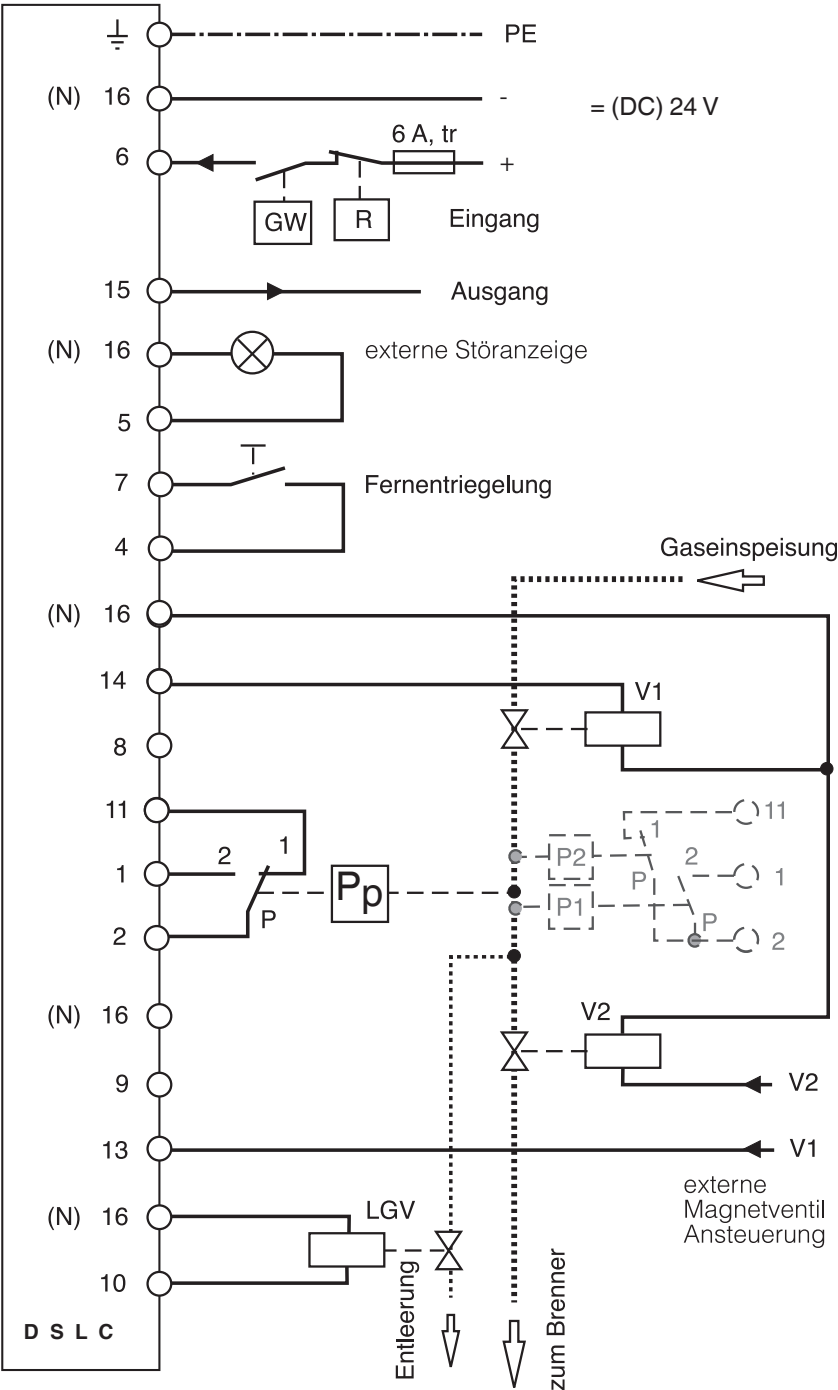 PE
(N) 16 -
= (DC) 24 V
6 A, tr
6 +
GW R Eingang
15 Ausgang
(N) 16 externe Störanzeige
5
7 Fernentriegelung
4
Gaseinspeisung
(N) 16
14 V1
8
11 1 11
1 2 1 Pp P2 2 1
P P
P1 P
2 2
(N) 16 V2
9 V2
13 V1
externe
Magnetventil
Ansteuerung
(N) 16 LGV
10
Entleerung
zum Brenner
D S L C